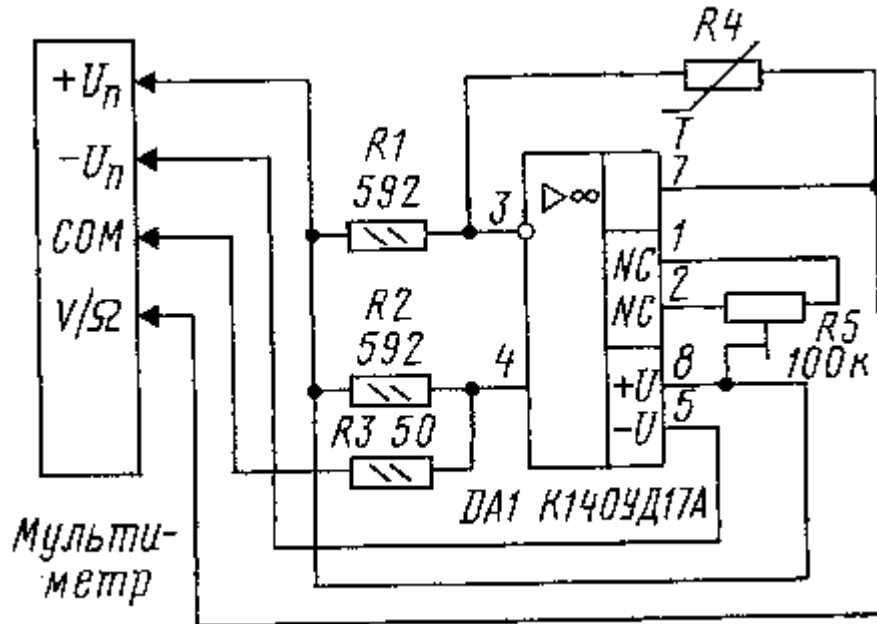 +Uп
-Uп
COM
V/Ω
Мульти-
метр
R1
592
R2
592
R3 50
R4
T
3
4
▷∞
NC
NC
+U
-U
7
1
2
8
5
R5
100к
DA1 К140УД17А